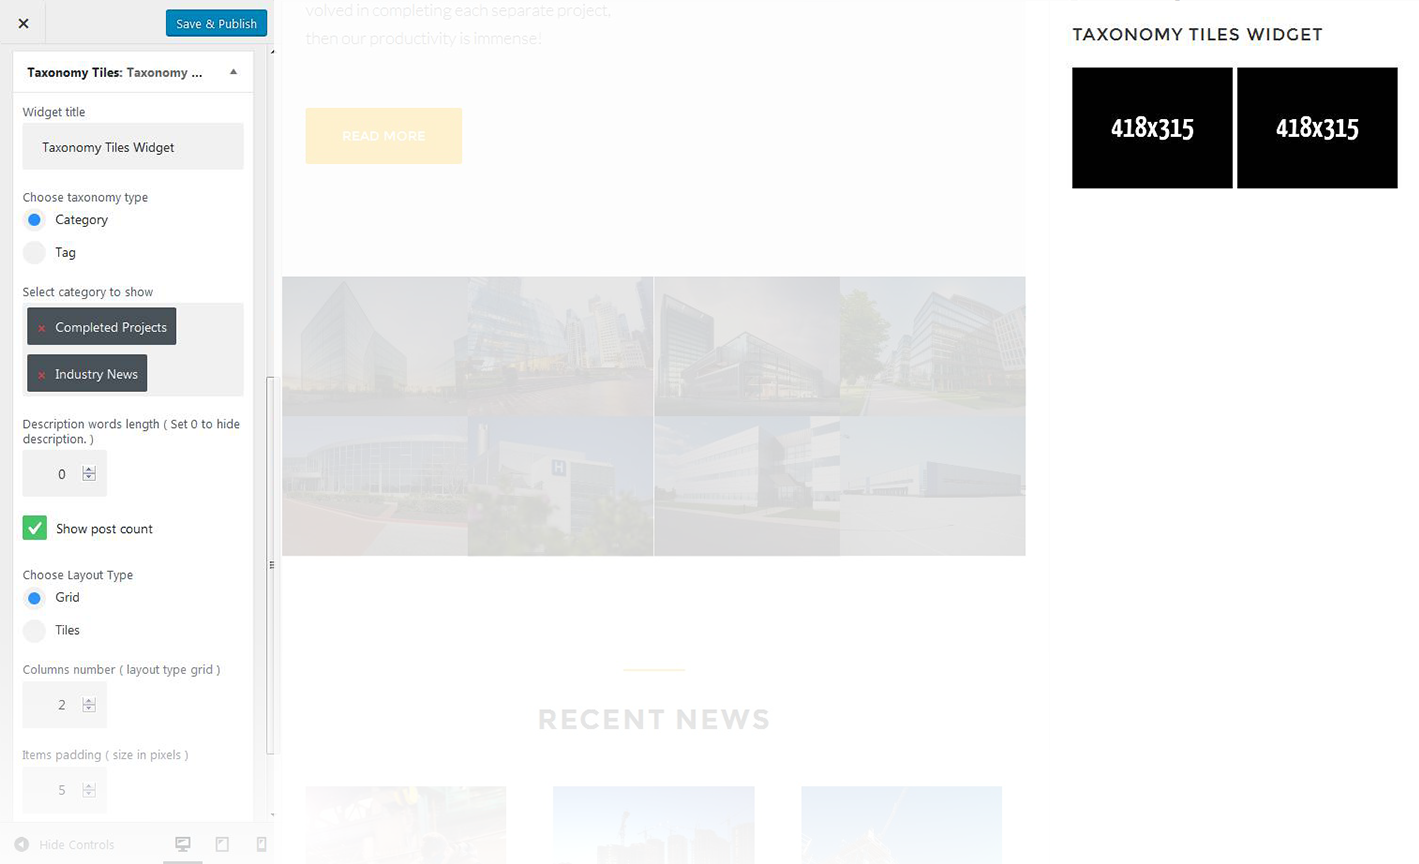 Save & Publish
Taxonomy Tiles: Taxonomy ...
Widget title
Taxonomy Tiles Widget
Choose taxonomy type
Category
Tag
Select category to show
× Completed Projects
× Industry News
Description words length ( Set 0 to hide
description. )
0
Show post count
Choose Layout Type
Grid
Tiles
Columns number ( layout type grid )
2
Items padding ( size in pixels )
5
Hide Controls
volved in completing each separate project,
then our productivity is immense!
READ MORE
H
RECENT NEWS
TAXONOMY TILES WIDGET
418x315
418x315